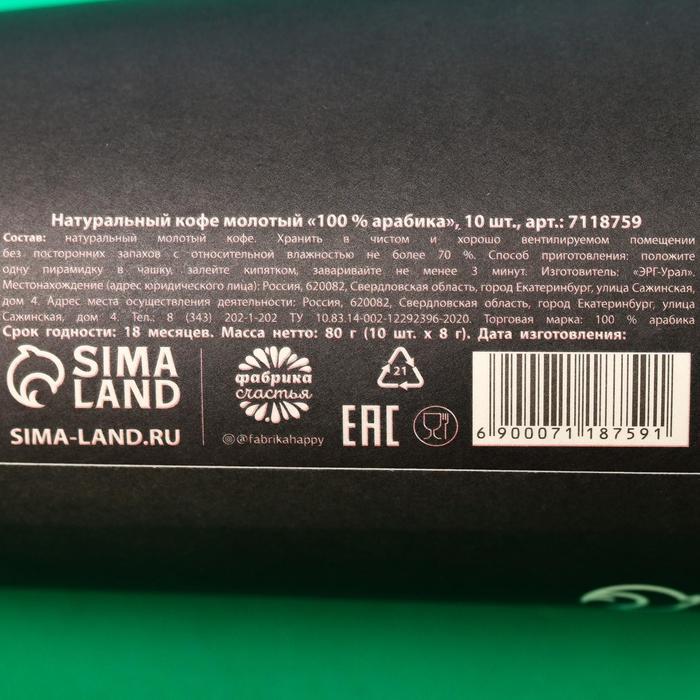 Натуральный кофе молотый «100 % арабика», 10 шт., арт.: 7118759
Состав: натуральный молотый кофе. Хранить в чистом и хорошо вентилируемом помещении
без посторонних запахов с относительной влажностью не более 70 %. Способ приготовления: положите
одну пирамидку в чашку, залейте кипятком, заваривайте не менее 3 минут. Изготовитель: «ЭРГ-Урал».
Местонахождение (адрес юридического лица): Россия, 620082, Свердловская область, город Екатеринбург, улица Сажинская,
дом 4. Адрес места осуществления деятельности: Россия, 620082, Свердловская область, город Екатеринбург, улица
Сажинская, дом 4. Тел.: 8 (343) 202-1-202 ТУ 10.83.14-002-12292396-2020. Торговая марка: 100 % арабика
Срок годности: 18 месяцев. Масса нетто: 80 г (10 шт. х 8 г). Дата изготовления:
SIMA
LAND
SIMA-LAND.RU
фабрика
счастья
@fabrikahappy
21
EAC
6 900071 187591